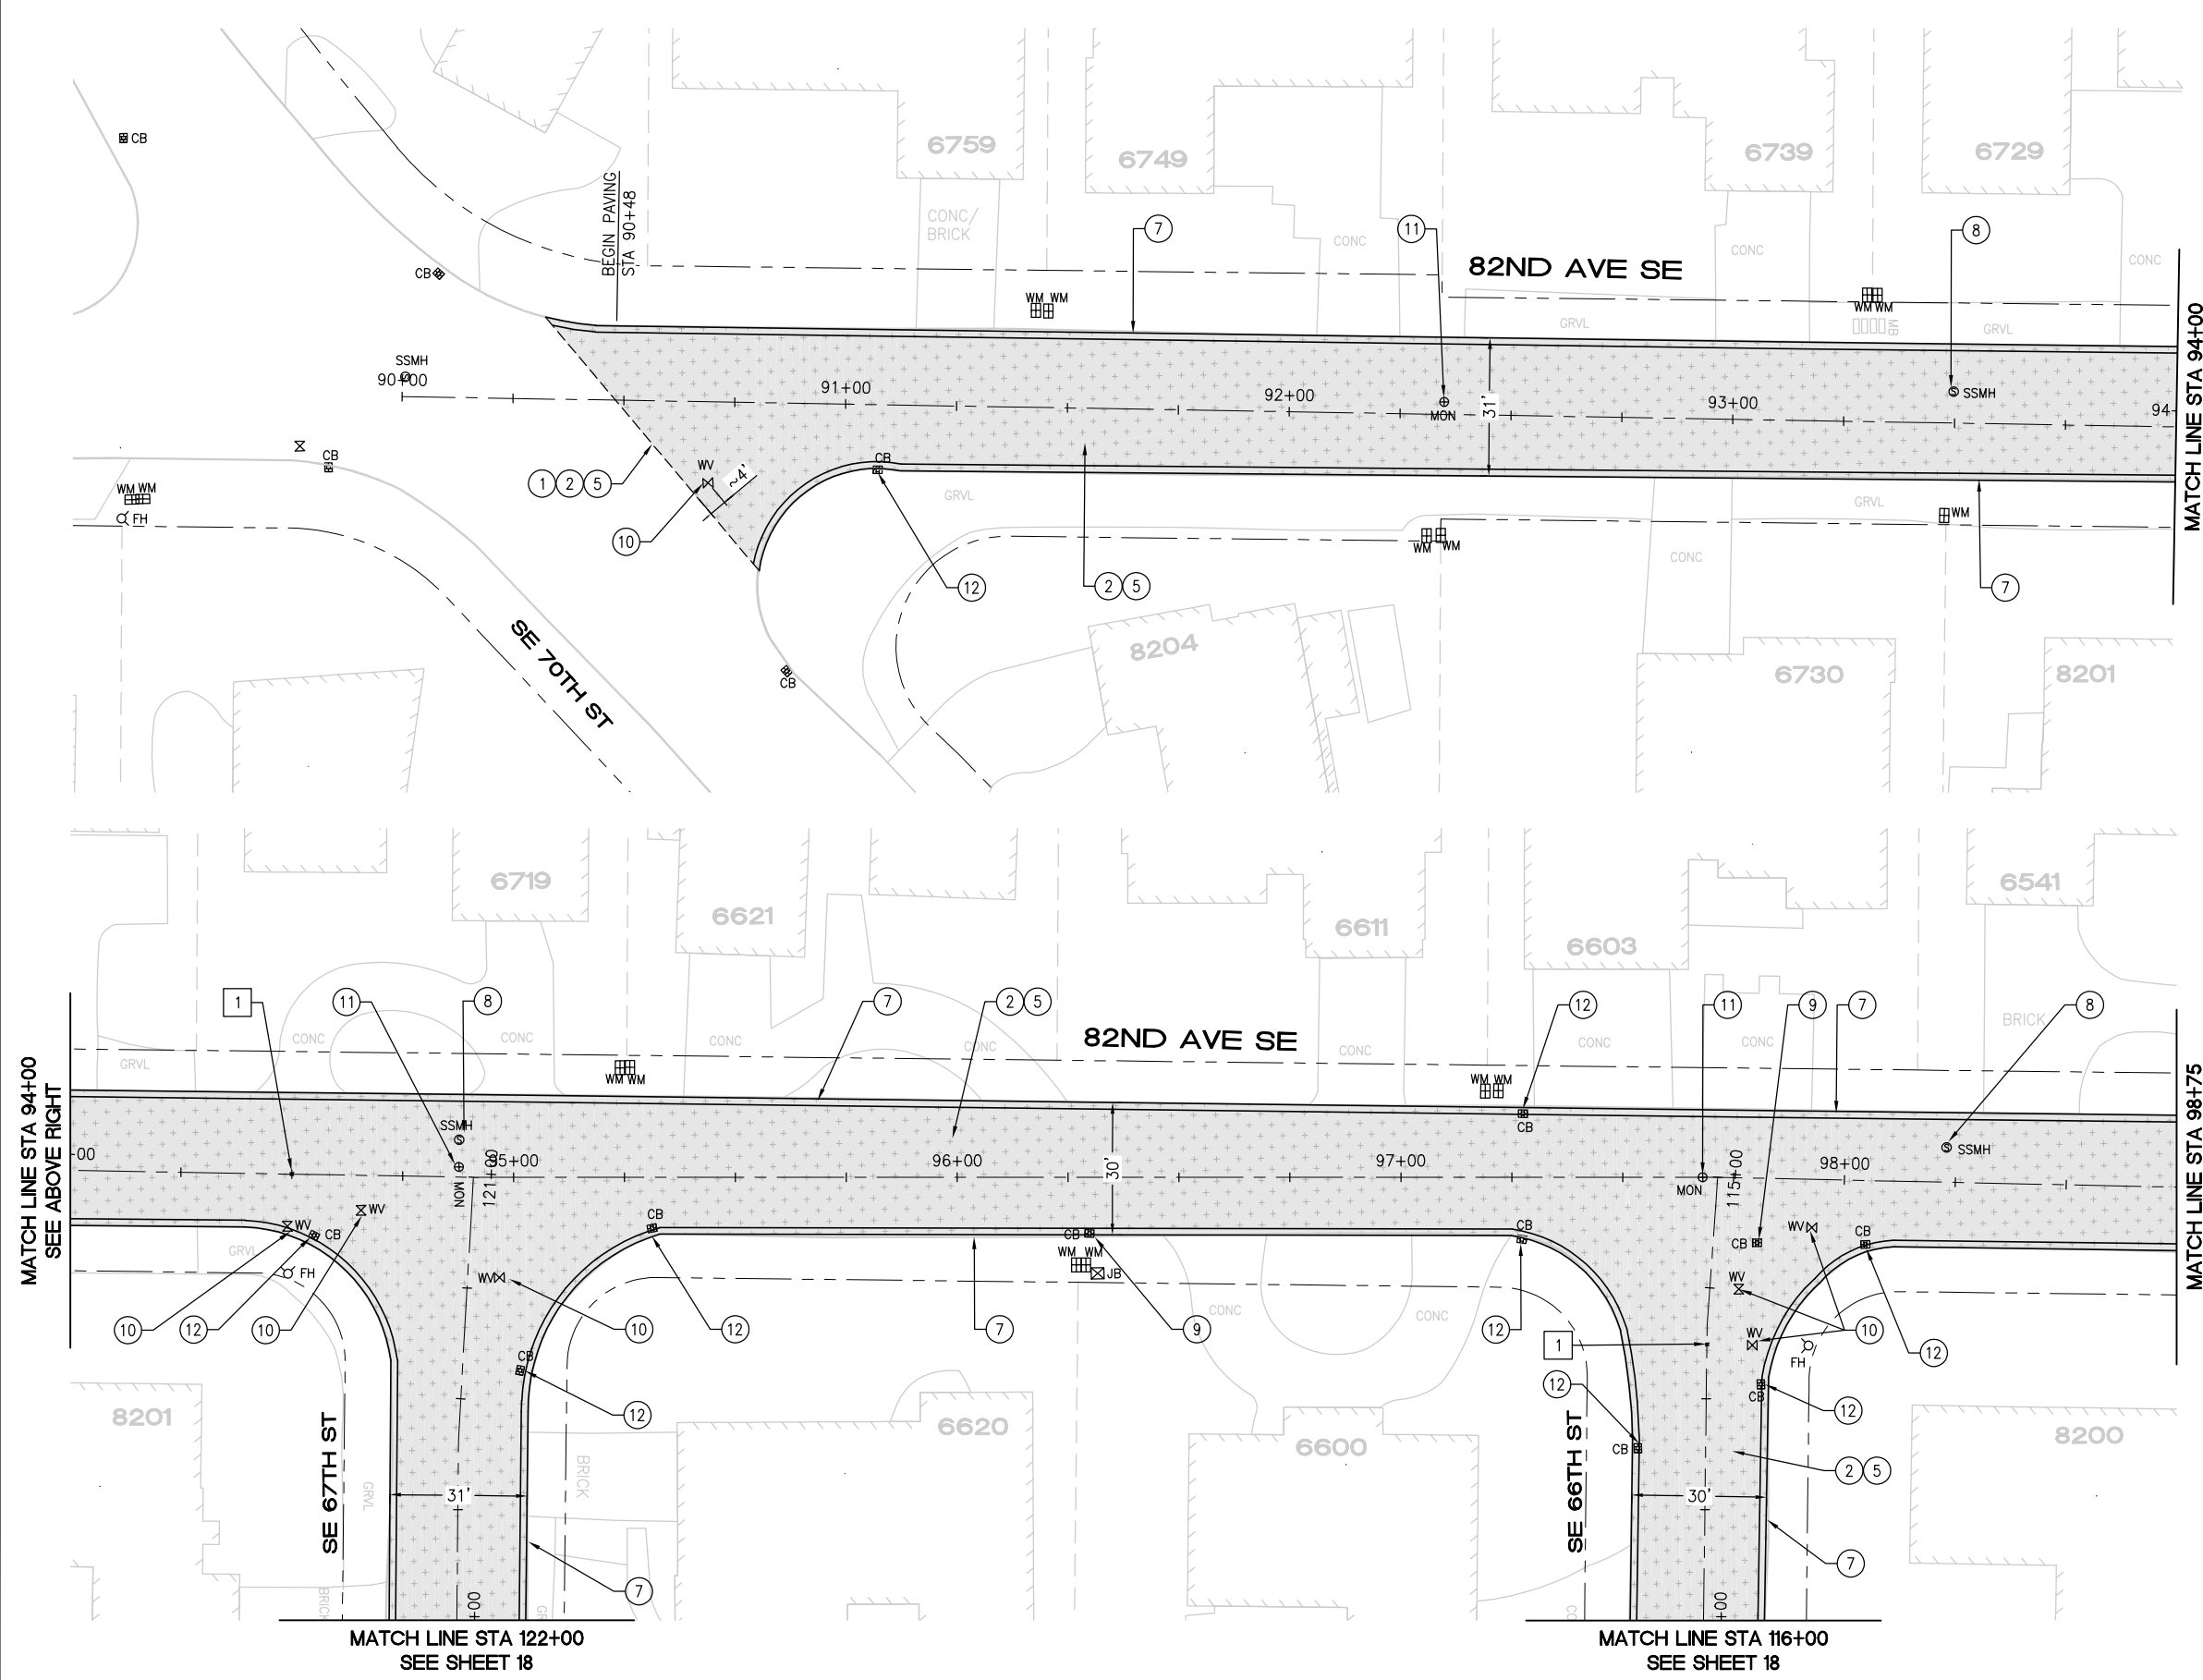 CB
6759
6749
6739
6729
BEGIN PAVING
STA 90+48
CONC/
BRICK
7
11
CONC
82ND AVE SE
CONC
8
CONC
CB
WM WM
WM WM
GRVL
MB
GRVL
MATCH LINE STA 94+00
SSMH
90+00
91+00
92+00
MON
31'
93+00
SSMH
94
CB
WV
CB
~4'
1 2 5
WM WM
FH
GRVL
GRVL
WM
10
WM WM
CONC
12
2 5
7
SE 70TH ST
8204
6730
8201
CB
6719
6621
6611
6603
6541
1
11
8
7
2 5
12
11
9
7
8
GRVL
CONC
CONC
CONC
CONC
82ND AVE SE
CONC
CONC
CONC
BRICK
WM WM
WM WM
MATCH LINE STA 94+00
SEE ABOVE RIGHT
MATCH LINE STA 98+75
SSMH
CB
+00
MON
121+00
95+00
96+00
30'
97+00
MON
115+00
98+00
SSMH
WV
CB
WV
CB
CB
CB
CB
WV
CB
GRVL
FH
WV
WM WM
JB
WV
10
12
10
10
12
7
9
CONC
CONC
12
1
WV
FH
10
12
CB
12
CB
12
8201
12
6620
6600
CB
8200
SE 67TH ST
GRVL
31'
BRICK
SE 66TH ST
30'
2 5
7
7
BRICK
+00
+00
MATCH LINE STA 122+00
SEE SHEET 18
MATCH LINE STA 116+00
SEE SHEET 18